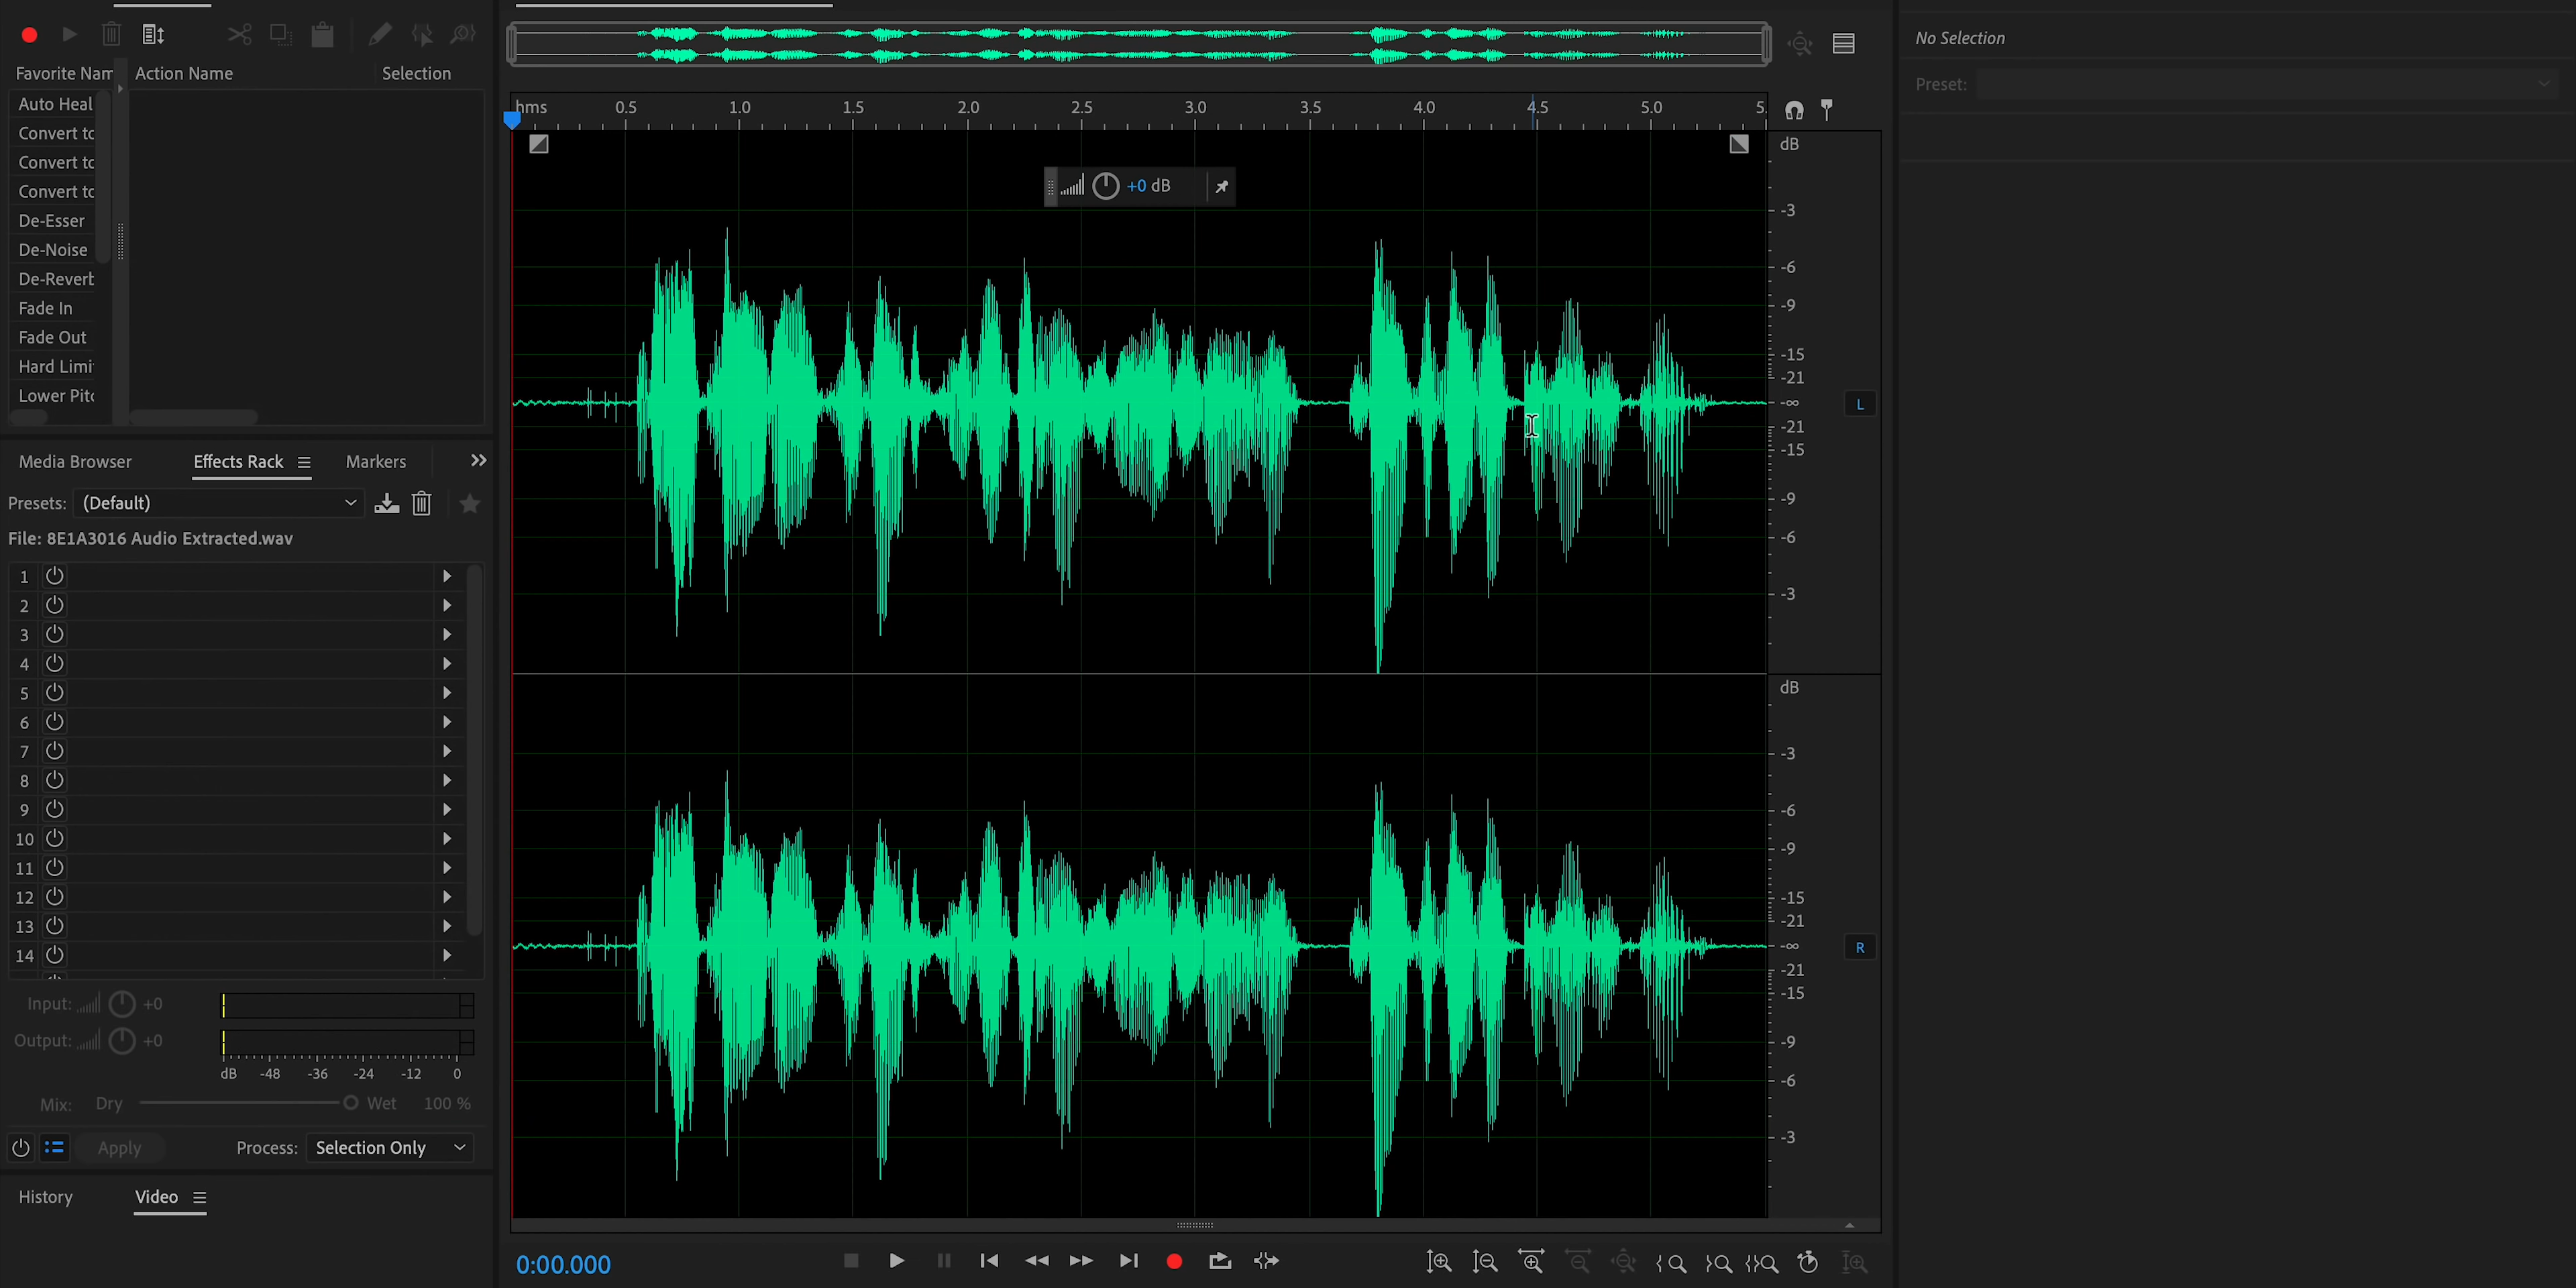 Favorite Nam Action Name Selection
Auto Heal
Convert to
Convert to
Convert to
De-Esser
De-Noise
De-Reverb
Fade In
Fade Out
Hard Limi
Lower Pitc
Media Browser Effects Rack Markers
Presets: (Default)
File: 8E1A3016 Audio Extracted.wav
1
2
3
4
5
6
7
8
9
10
11
12
13
14
Input: +0
Output: +0
dB -48 -36 -24 -12 0
Mix: Dry Wet 100 %
Apply Process: Selection Only
History Video
hms 0.5 1.0 1.5 2.0 2.5 3.0 3.5 4.0 4.5 5.0 5.
+0 dB
dB
-3
-6
-9
-15
-21
-∞
-21
-15
-9
-6
-3
L
dB
-3
-6
-9
-15
-21
-∞
-21
-15
-9
-6
-3
R
0:00.000
No Selection
Preset: